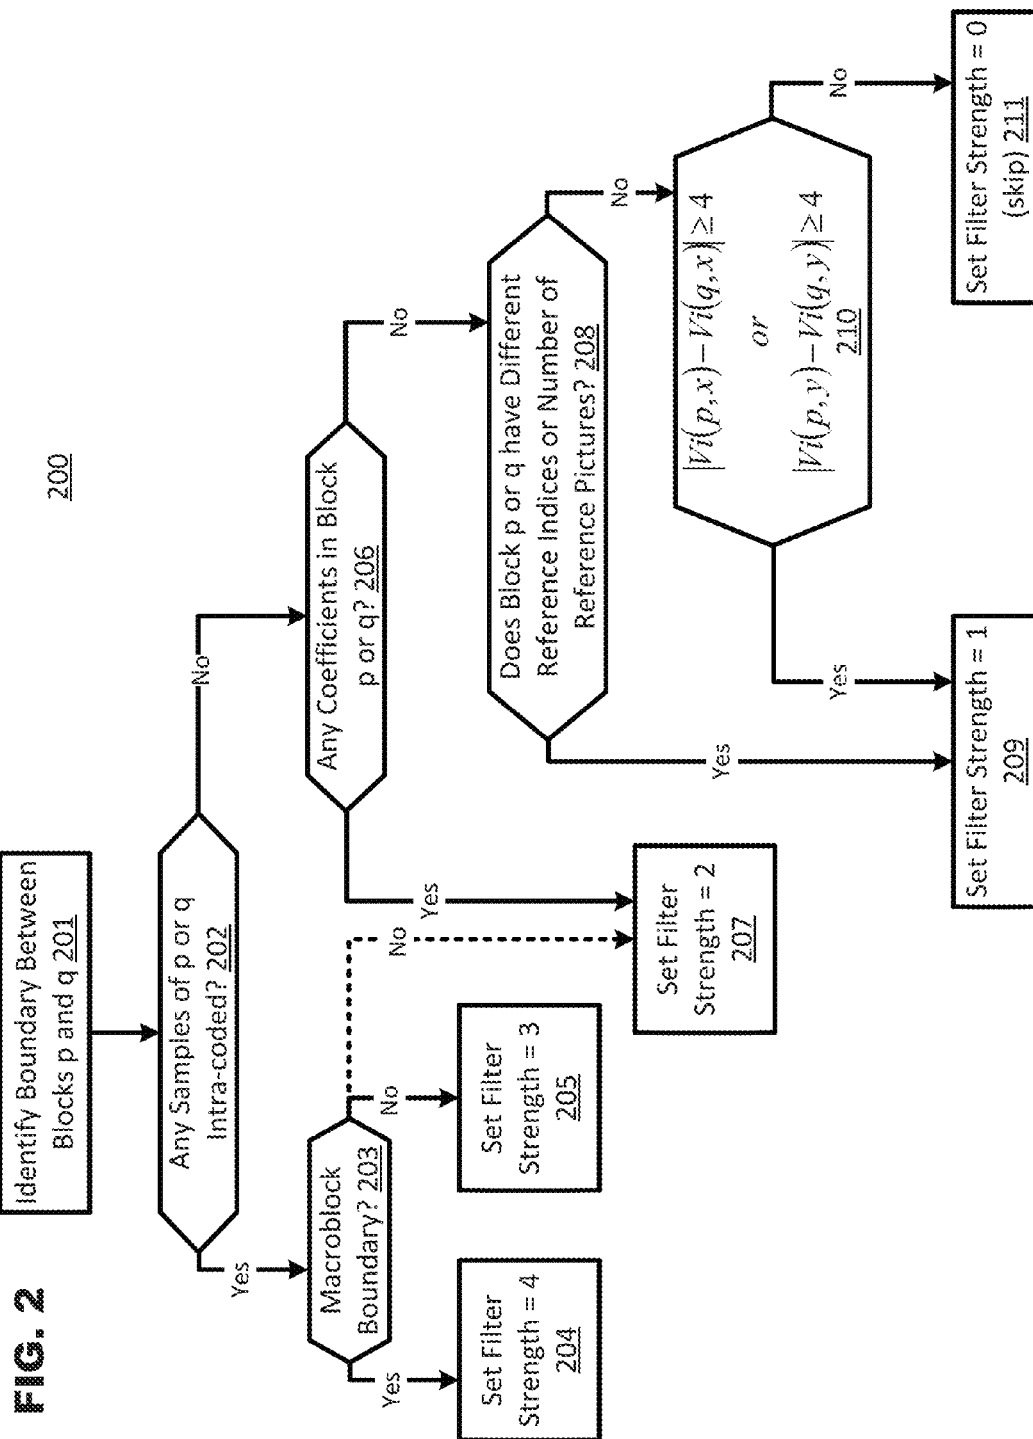 FIG. 2
200
Identify Boundary Between
Blocks p and q 201
Any Samples of p or q
Intra-coded? 202
Yes
No
Macroblock
Boundary? 203
Any Coefficients in Block
p or q? 206
Yes
No
No
Yes
No
Set Filter
Strength = 4
204
Set Filter
Strength = 3
205
Does Block p or q have Different
Reference Indices or Number of
Reference Pictures? 208
Yes
No
Set Filter
Strength = 2
207
|Vi(p,x)−Vi(q,x)|≥4
or
|Vi(p,y)−Vi(q,y)|≥4
210
Yes
No
Set Filter Strength = 1
209
Set Filter Strength = 0
(skip) 211